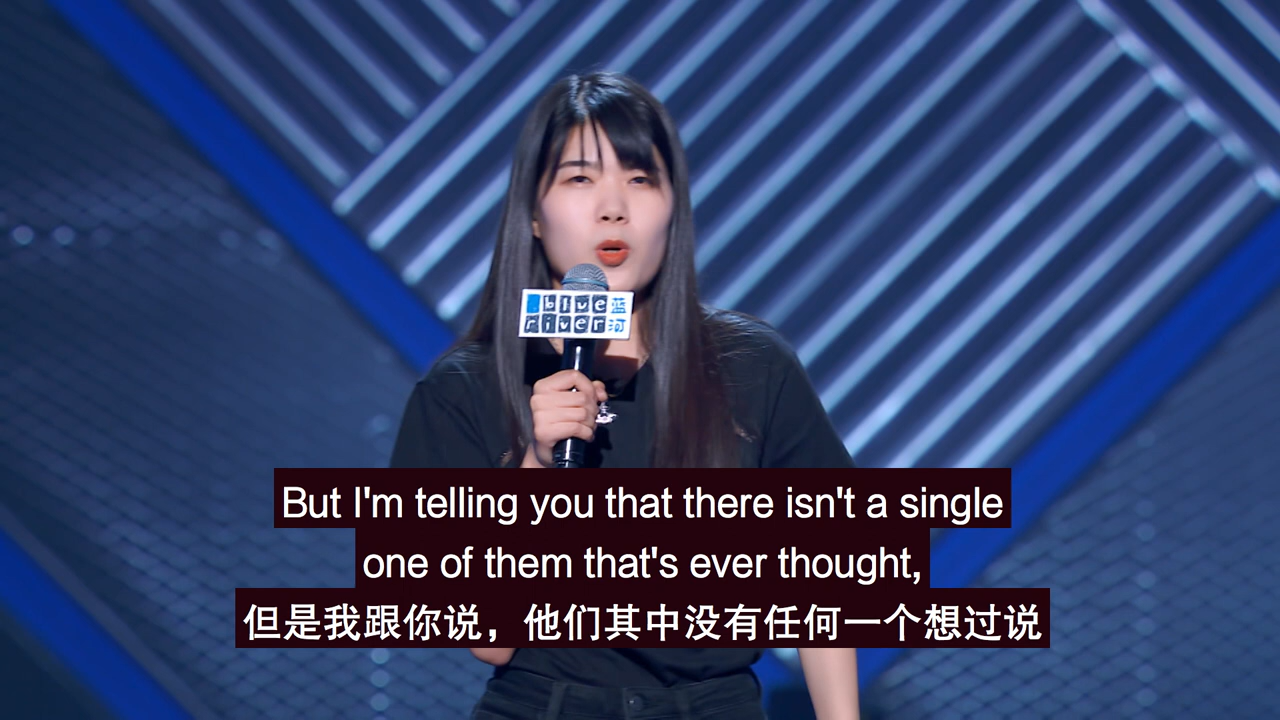 blue 蓝
river 河
But I'm telling you that there isn't a single
one of them that's ever thought,
但是我跟你说，他们其中没有任何一个想过说